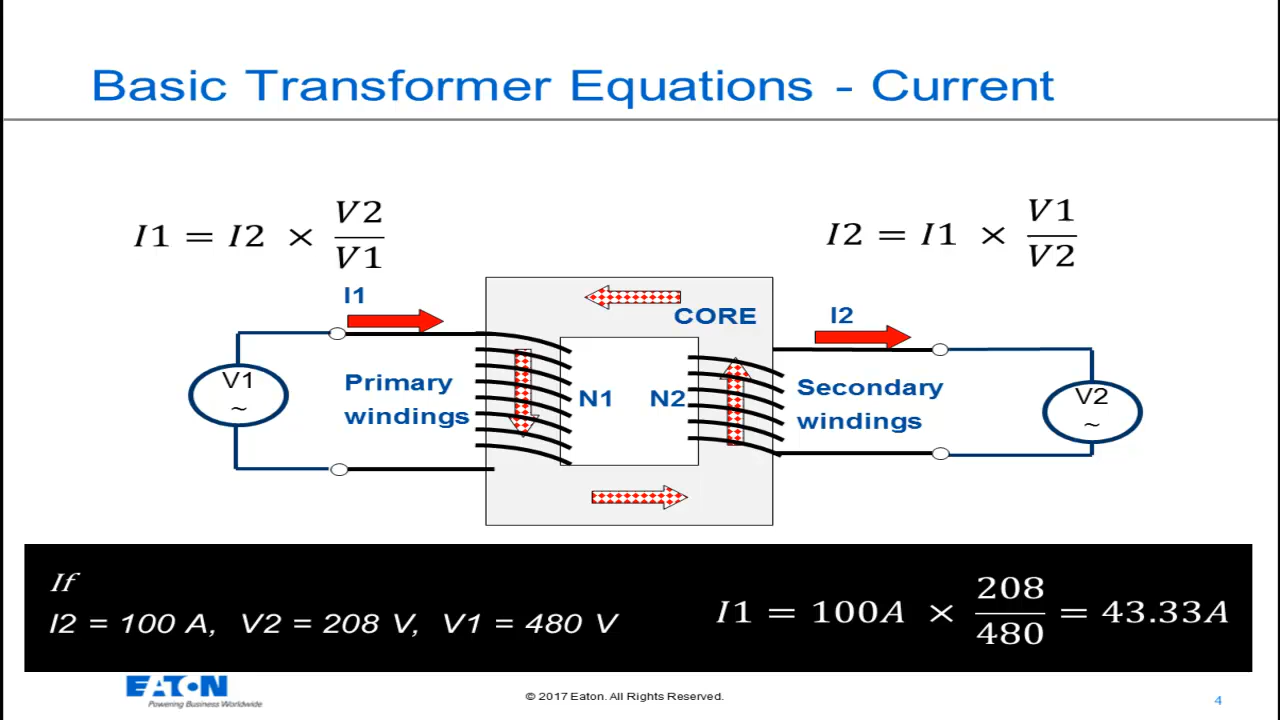 Basic Transformer Equations - Current
I1 = I2 × V2/V1
I2 = I1 × V1/V2
I1
CORE
I2
V1
~
Primary
windings
N1
N2
Secondary
windings
V2
~
If
I2 = 100 A, V2 = 208 V, V1 = 480 V
I1 = 100A × 208/480 = 43.33A
EATON
Powering Business Worldwide
© 2017 Eaton. All Rights Reserved.
4